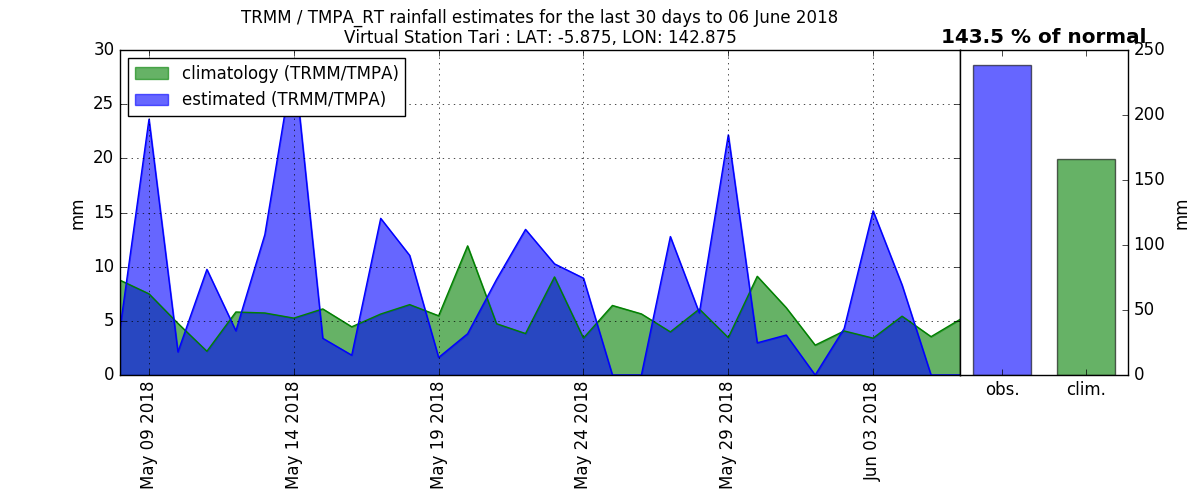 TRMM / TMPA_RT rainfall estimates for the last 30 days to 06 June 2018
Virtual Station Tari : LAT: -5.875, LON: 142.875
143.5 % of normal
climatology (TRMM/TMPA)
estimated (TRMM/TMPA)
30
25
20
15
10
5
0
mm
May 09 2018
May 14 2018
May 19 2018
May 24 2018
May 29 2018
Jun 03 2018
obs.
clim.
250
200
150
100
50
0
mm